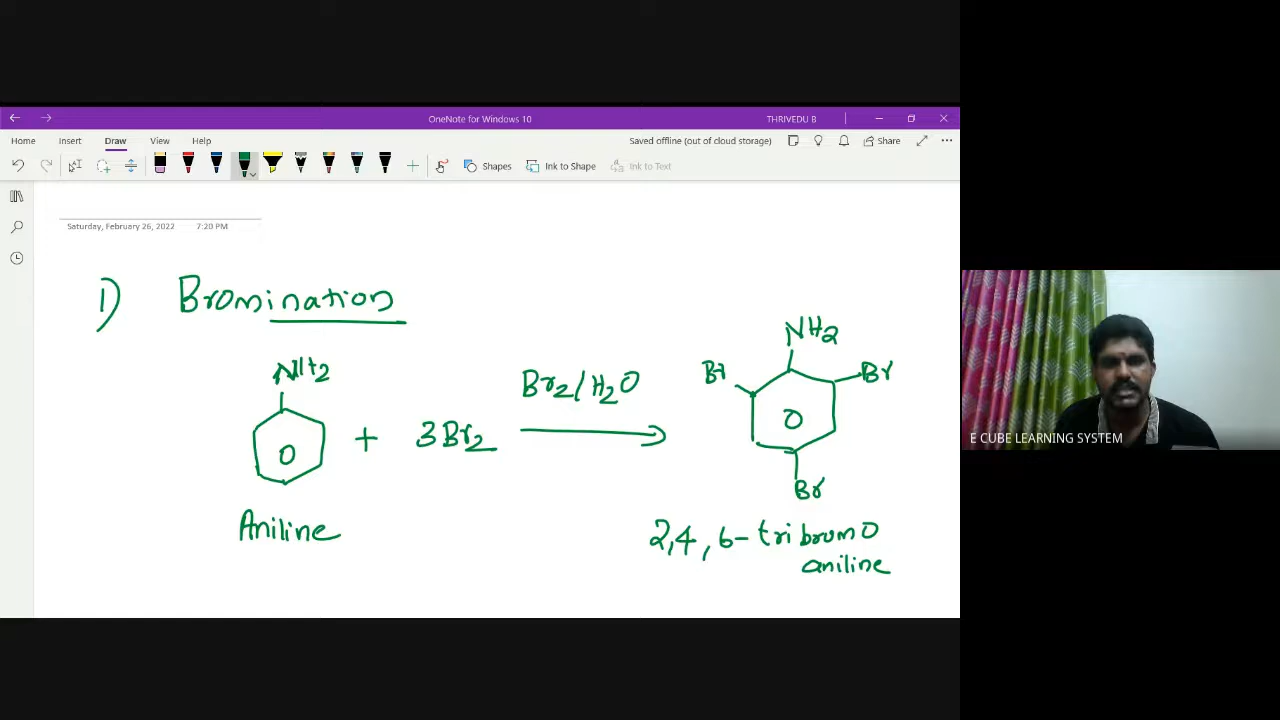 OneNote for Windows 10
THRIVEDU B
Home Insert Draw View Help
Saved offline (out of cloud storage)
Share
Shapes
Ink to Shape
Ink to Text
Saturday, February 26, 2022 7:20 PM
1) Bromination
NH2
Br2/H2O
NH2
Br
Br
+ 3Br2
Br
Aniline
2,4,6-tribromo
aniline
E CUBE LEARNING SYSTEM